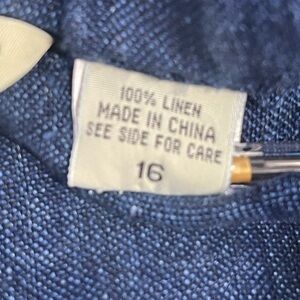 100% LINEN
MADE IN CHINA
SEE SIDE FOR CARE
16